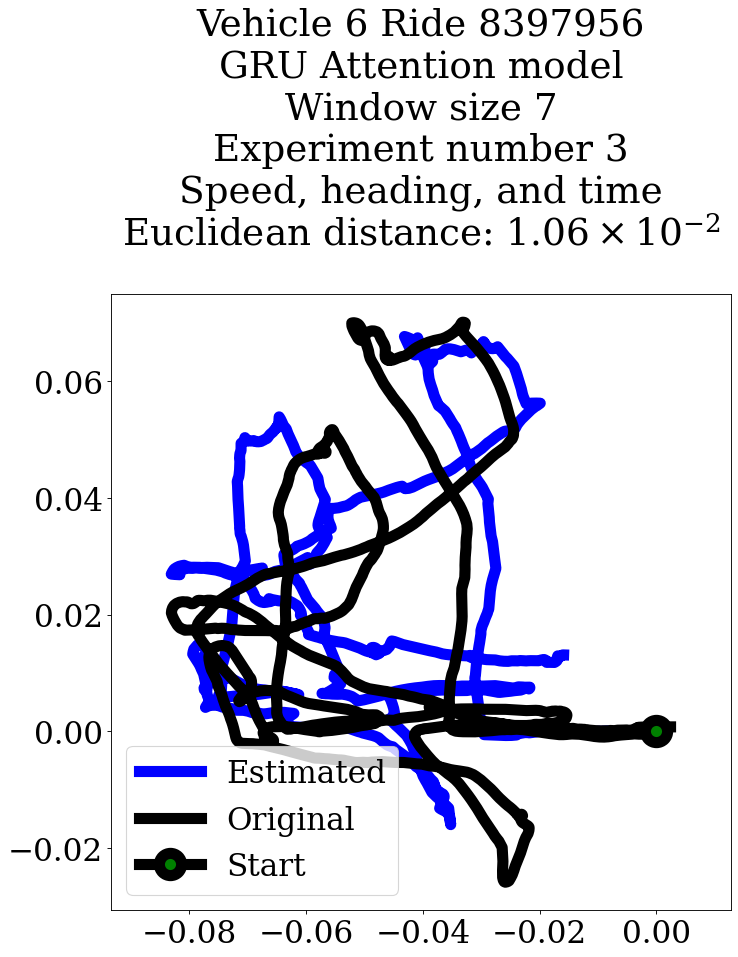 Vehicle 6 Ride 8397956
GRU Attention model
Window size 7
Experiment number 3
Speed, heading, and time
Euclidean distance: 1.06 × 10⁻²
0.06
0.04
0.02
0.00
−0.02
Estimated
Original
Start
−0.08 −0.06 −0.04 −0.02 0.00